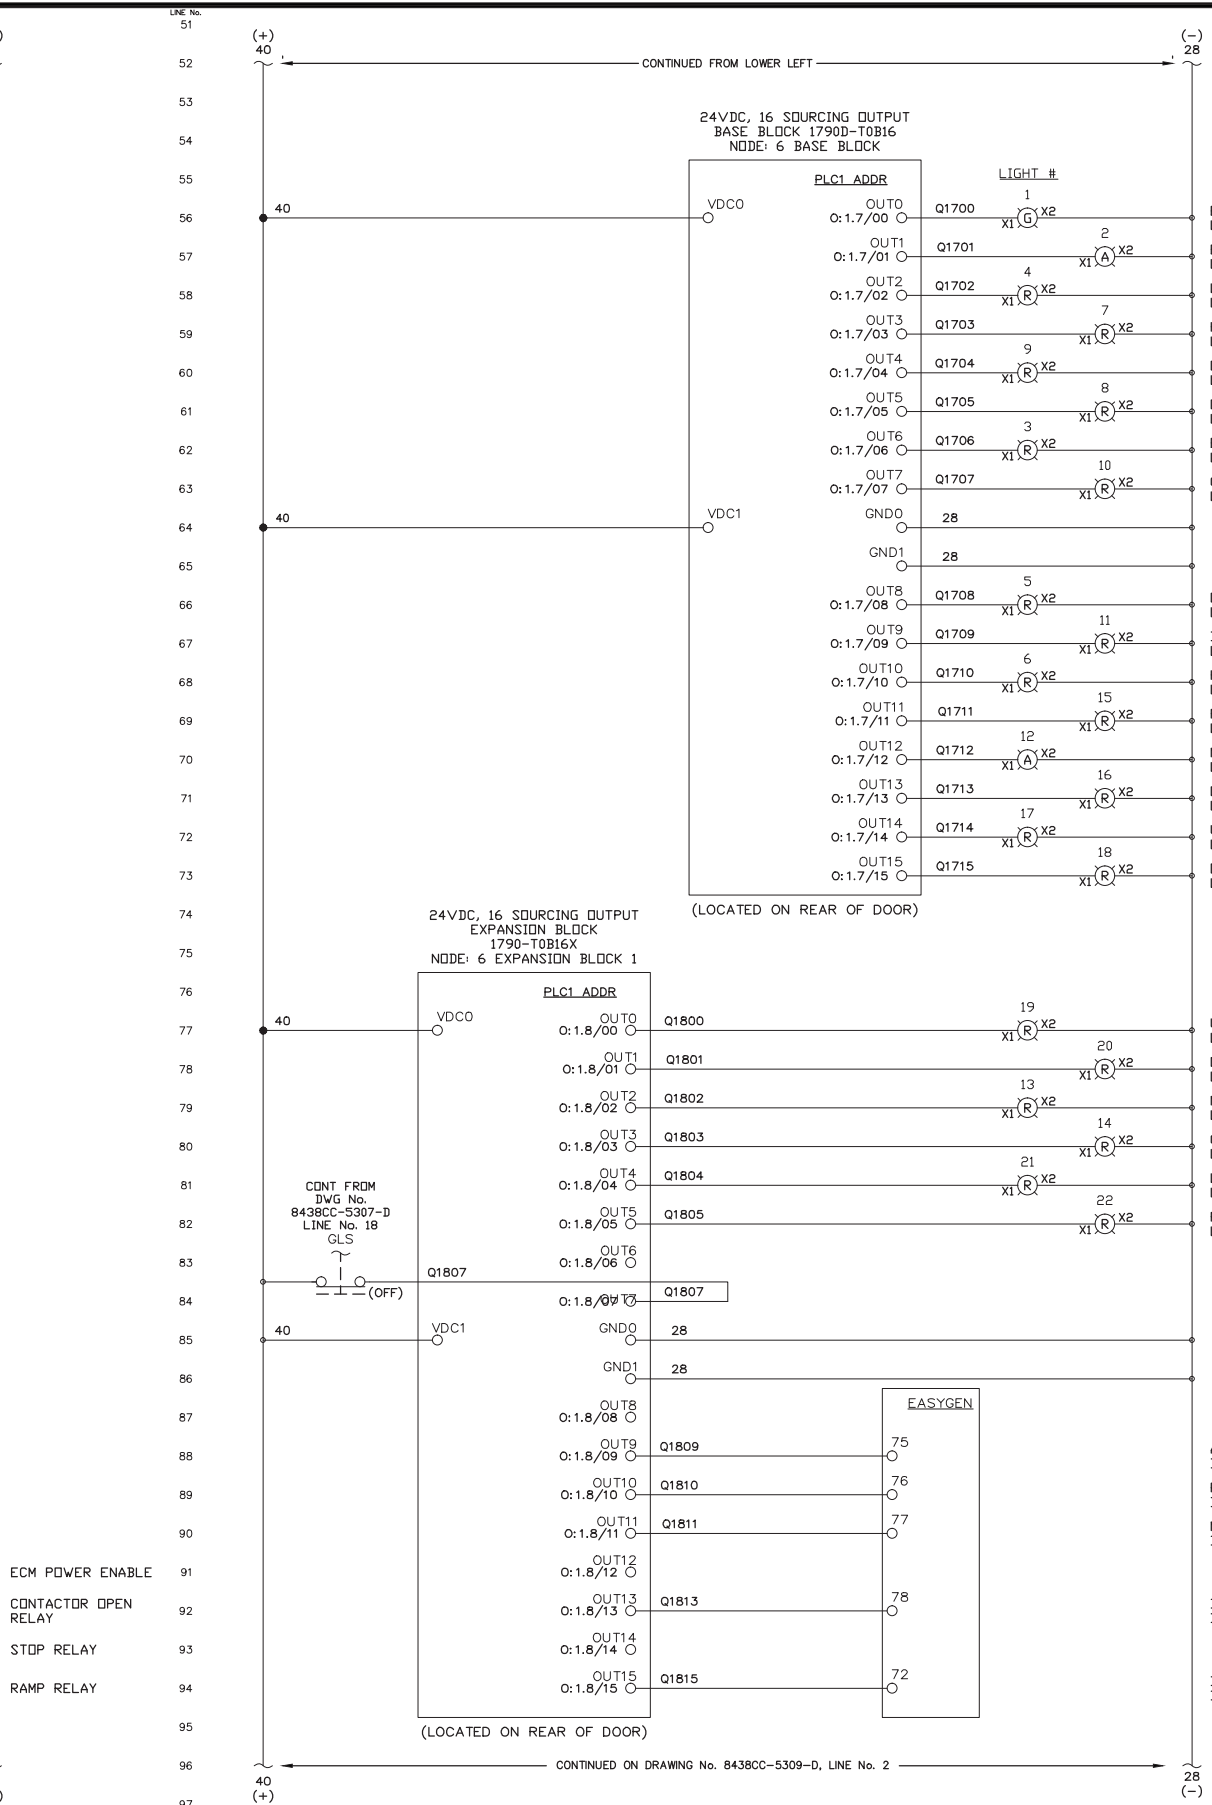 LINE No.
51
(+)
40
(-)
28
52
CONTINUED FROM LOWER LEFT
53
24VDC, 16 SOURCING OUTPUT
54
BASE BLOCK 1790D-T0B16
NODE: 6 BASE BLOCK
55
PLC1 ADDR
LIGHT #
56
40
VDC0
OUT0
O:1.7/00
Q1700
1
X1 G X2
57
OUT1
O:1.7/01
Q1701
2
X1 A X2
58
OUT2
O:1.7/02
Q1702
4
X1 R X2
59
OUT3
O:1.7/03
Q1703
7
X1 R X2
60
OUT4
O:1.7/04
Q1704
9
X1 R X2
61
OUT5
O:1.7/05
Q1705
8
X1 R X2
62
OUT6
O:1.7/06
Q1706
3
X1 R X2
63
OUT7
O:1.7/07
Q1707
10
X1 R X2
64
40
VDC1
GND0
28
65
GND1
28
66
OUT8
O:1.7/08
Q1708
5
X1 R X2
67
OUT9
O:1.7/09
Q1709
11
X1 R X2
68
OUT10
O:1.7/10
Q1710
6
X1 R X2
69
OUT11
O:1.7/11
Q1711
15
X1 R X2
70
OUT12
O:1.7/12
Q1712
12
X1 A X2
71
OUT13
O:1.7/13
Q1713
16
X1 R X2
72
OUT14
O:1.7/14
Q1714
17
X1 R X2
73
OUT15
O:1.7/15
Q1715
18
X1 R X2
74
(LOCATED ON REAR OF DOOR)
24VDC, 16 SOURCING OUTPUT
EXPANSION BLOCK
75
1790-T0B16X
NODE: 6 EXPANSION BLOCK 1
76
PLC1 ADDR
77
40
VDC0
OUT0
O:1.8/00
Q1800
19
X1 R X2
78
OUT1
O:1.8/01
Q1801
20
X1 R X2
79
OUT2
O:1.8/02
Q1802
13
X1 R X2
80
OUT3
O:1.8/03
Q1803
14
X1 R X2
81
OUT4
O:1.8/04
Q1804
21
X1 R X2
CONT FROM
DWG No.
8438CC-5307-D
LINE No. 18
GLS
82
OUT5
O:1.8/05
Q1805
22
X1 R X2
83
OUT6
O:1.8/06
Q1807
(OFF)
84
OUT7
O:1.8/07
Q1807
85
40
VDC1
GND0
28
86
GND1
28
87
OUT8
O:1.8/08
EASYGEN
88
OUT9
O:1.8/09
Q1809
75
89
OUT10
O:1.8/10
Q1810
76
90
OUT11
O:1.8/11
Q1811
77
ECM POWER ENABLE
91
OUT12
O:1.8/12
CONTACTOR OPEN
RELAY
92
OUT13
O:1.8/13
Q1813
78
STOP RELAY
93
OUT14
O:1.8/14
RAMP RELAY
94
OUT15
O:1.8/15
Q1815
72
95
(LOCATED ON REAR OF DOOR)
96
CONTINUED ON DRAWING No. 8438CC-5309-D, LINE No. 2
40
(+)
28
(-)
97